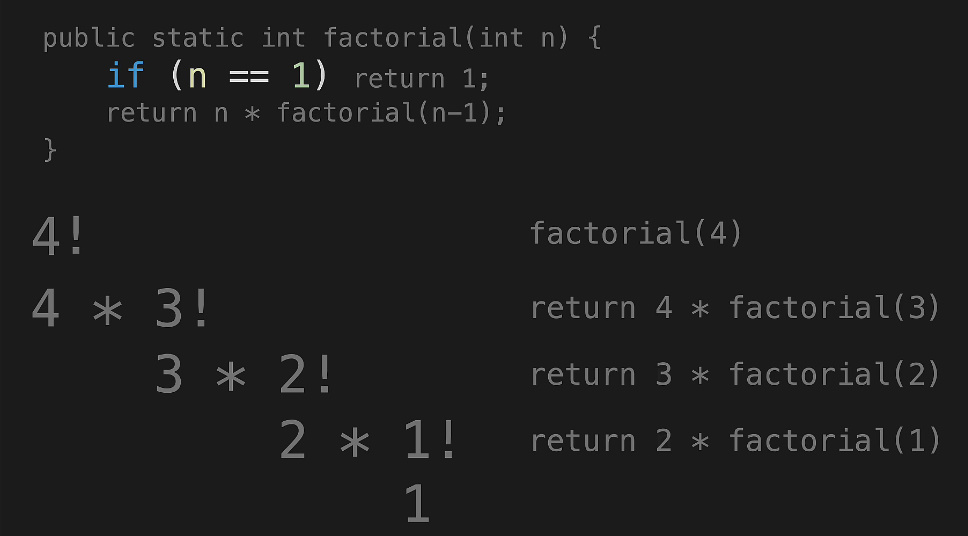 public static int factorial(int n) {
if (n == 1) return 1;
return n * factorial(n-1);
}
4! factorial(4)
4 * 3! return 4 * factorial(3)
3 * 2! return 3 * factorial(2)
2 * 1! return 2 * factorial(1)
1